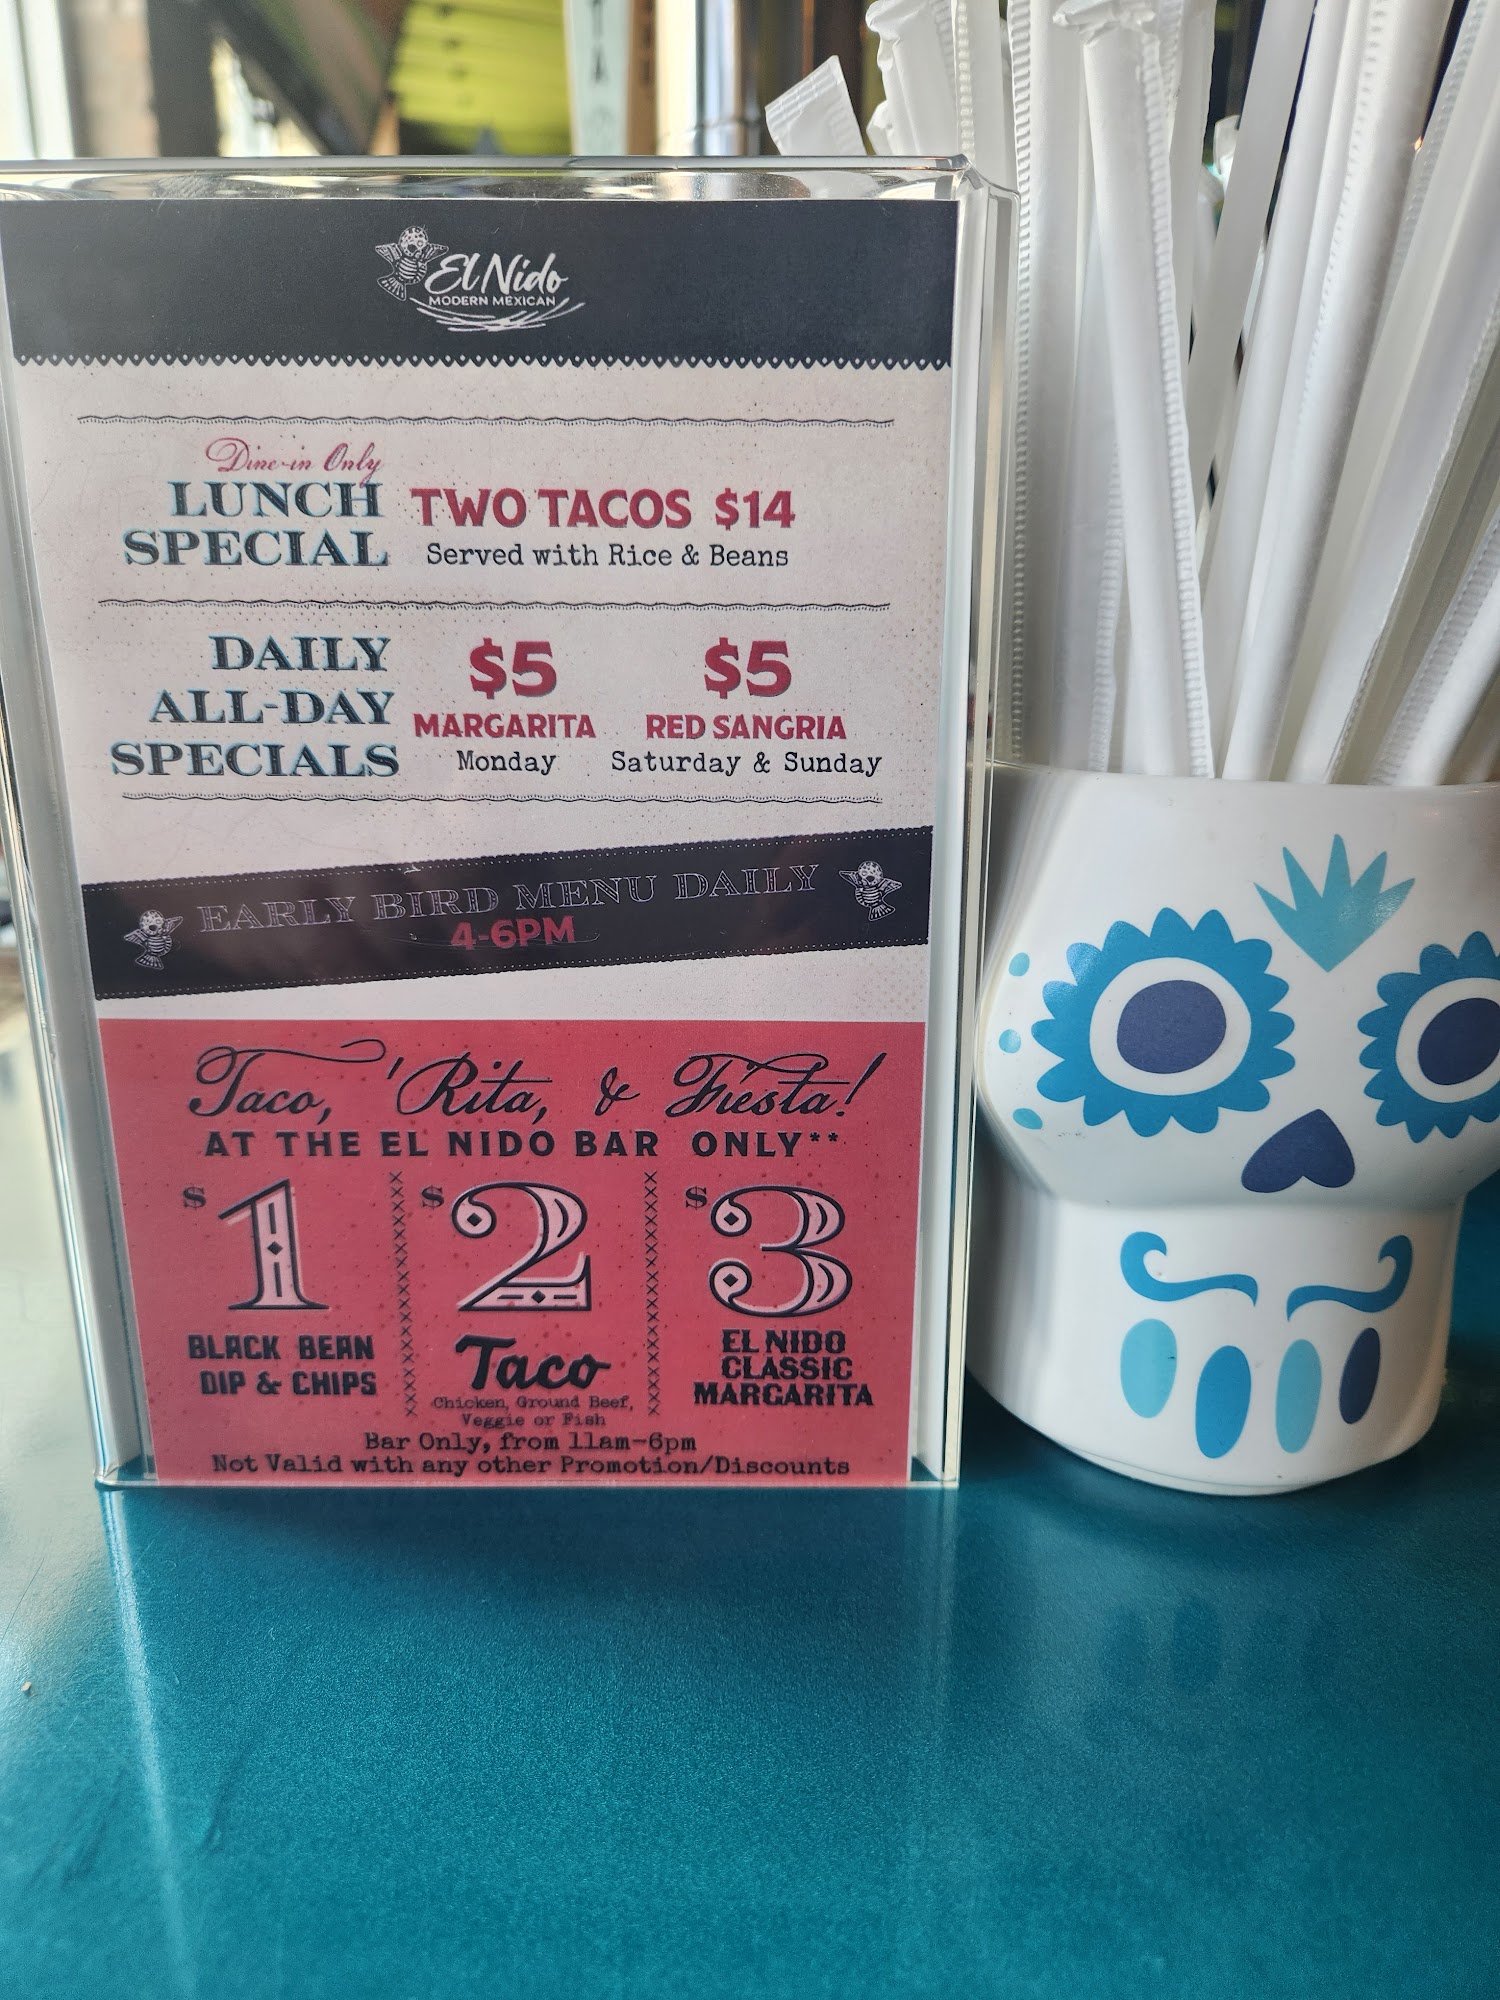 El Nido
MODERN MEXICAN
Dine-in Only
LUNCH
SPECIAL
TWO TACOS $14
Served with Rice & Beans
DAILY
ALL-DAY
SPECIALS
$5
MARGARITA
Monday
$5
RED SANGRIA
Saturday & Sunday
EARLY BIRD MENU DAILY
4-6PM
Taco, 'Rita, & Fiesta!
AT THE EL NIDO BAR ONLY**
$1
BLACK BEAN
DIP & CHIPS
$2
Taco
Chicken, Ground Beef,
Veggie or Fish
$3
EL NIDO
CLASSIC
MARGARITA
Bar Only, from 11am-6pm
Not Valid with any other Promotion/Discounts